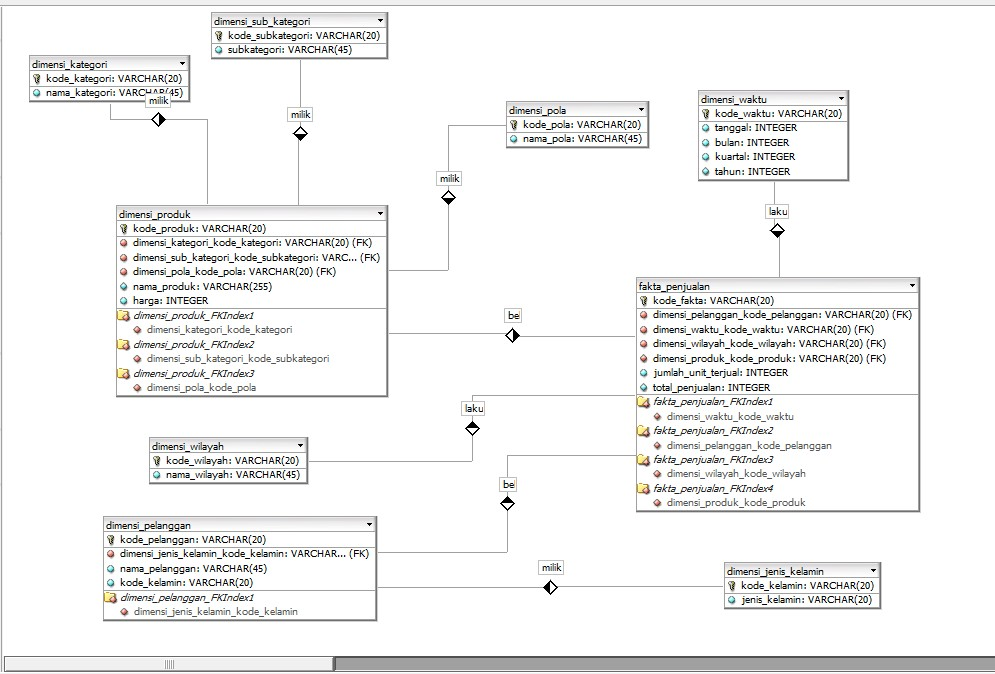 dimensi_sub_kategori
kode_subkategori: VARCHAR(20)
subkategori: VARCHAR(45)
dimensi_kategori
kode_kategori: VARCHAR(20)
nama_kategori: VARCHAR(45)
milik
milik
dimensi_pola
kode_pola: VARCHAR(20)
nama_pola: VARCHAR(45)
milik
dimensi_waktu
kode_waktu: VARCHAR(20)
tanggal: INTEGER
bulan: INTEGER
kuartal: INTEGER
tahun: INTEGER
laku
dimensi_produk
kode_produk: VARCHAR(20)
dimensi_kategori_kode_kategori: VARCHAR(20) (FK)
dimensi_sub_kategori_kode_subkategori: VARC... (FK)
dimensi_pola_kode_pola: VARCHAR(20) (FK)
nama_produk: VARCHAR(255)
harga: INTEGER
dimensi_produk_FKIndex1
dimensi_kategori_kode_kategori
dimensi_produk_FKIndex2
dimensi_sub_kategori_kode_subkategori
dimensi_produk_FKIndex3
dimensi_pola_kode_pola
bel
fakta_penjualan
kode_fakta: VARCHAR(20)
dimensi_pelanggan_kode_pelanggan: VARCHAR(20) (FK)
dimensi_waktu_kode_waktu: VARCHAR(20) (FK)
dimensi_wilayah_kode_wilayah: VARCHAR(20) (FK)
dimensi_produk_kode_produk: VARCHAR(20) (FK)
jumlah_unit_terjual: INTEGER
total_penjualan: INTEGER
fakta_penjualan_FKIndex1
dimensi_waktu_kode_waktu
fakta_penjualan_FKIndex2
dimensi_pelanggan_kode_pelanggan
fakta_penjualan_FKIndex3
dimensi_wilayah_kode_wilayah
fakta_penjualan_FKIndex4
dimensi_produk_kode_produk
laku
dimensi_wilayah
kode_wilayah: VARCHAR(20)
nama_wilayah: VARCHAR(45)
bel
dimensi_pelanggan
kode_pelanggan: VARCHAR(20)
dimensi_jenis_kelamin_kode_kelamin: VARCHAR... (FK)
nama_pelanggan: VARCHAR(45)
kode_kelamin: VARCHAR(20)
dimensi_pelanggan_FKIndex1
dimensi_jenis_kelamin_kode_kelamin
milik
dimensi_jenis_kelamin
kode_kelamin: VARCHAR(20)
jenis_kelamin: VARCHAR(20)